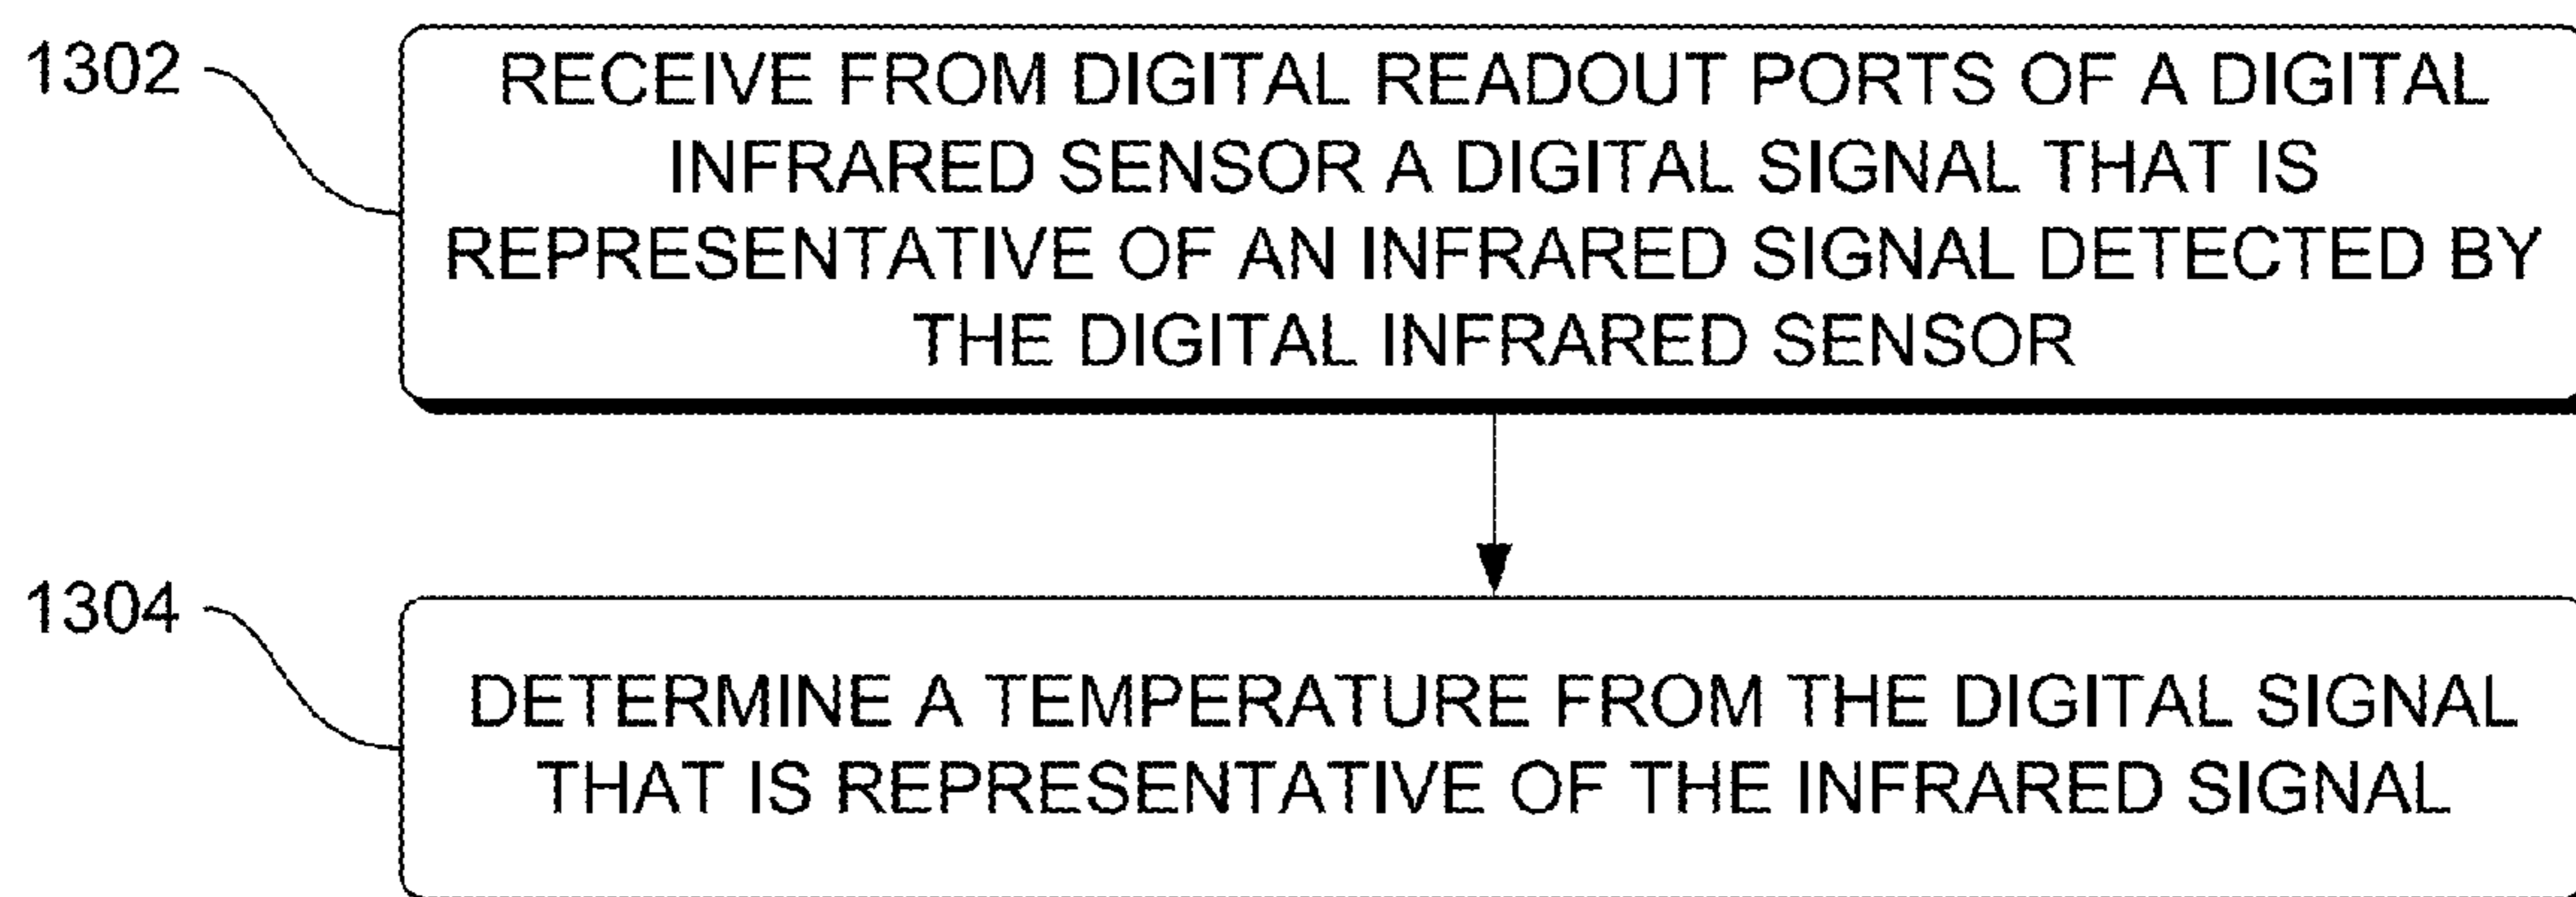 1302
RECEIVE FROM DIGITAL READOUT PORTS OF A DIGITAL
INFRARED SENSOR A DIGITAL SIGNAL THAT IS
REPRESENTATIVE OF AN INFRARED SIGNAL DETECTED BY
THE DIGITAL INFRARED SENSOR
1304
DETERMINE A TEMPERATURE FROM THE DIGITAL SIGNAL
THAT IS REPRESENTATIVE OF THE INFRARED SIGNAL